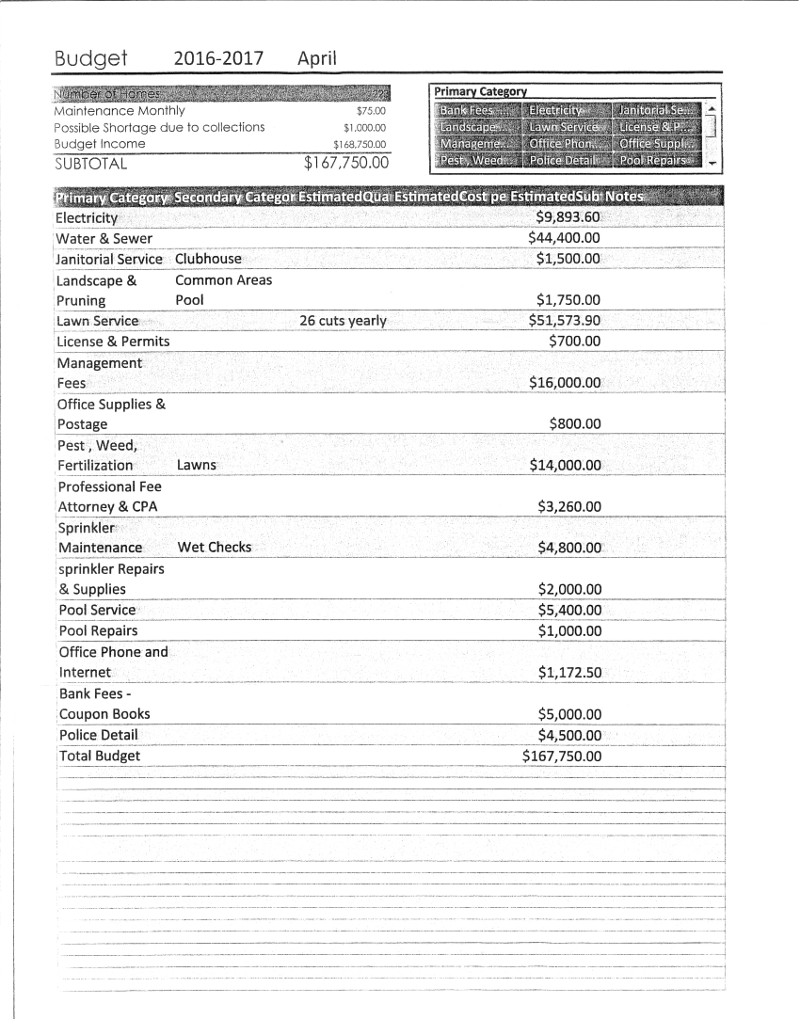 Budget 2016-2017 April
Number of Homes
Maintenance Monthly $75.00
Possible Shortage due to collections $1,000.00
Budget Income $168,750.00
SUBTOTAL $167,750.00
Primary Category
Bank Fees ... Electricity Janitorial Se...
Landscape... Lawn Service License & P...
Manageme... Office Phon... Office Suppl...
Pest , Weed... Police Detail Pool Repairs
Primary Category Secondary Categor EstimatedQua EstimatedCost pe EstimatedSub Notes
Electricity $9,893.60
Water & Sewer $44,400.00
Janitorial Service Clubhouse $1,500.00
Landscape & Common Areas
Pruning Pool $1,750.00
Lawn Service 26 cuts yearly $51,573.90
License & Permits $700.00
Management
Fees $16,000.00
Office Supplies &
Postage $800.00
Pest , Weed,
Fertilization Lawns $14,000.00
Professional Fee
Attorney & CPA $3,260.00
Sprinkler
Maintenance Wet Checks $4,800.00
sprinkler Repairs
& Supplies $2,000.00
Pool Service $5,400.00
Pool Repairs $1,000.00
Office Phone and
Internet $1,172.50
Bank Fees -
Coupon Books $5,000.00
Police Detail $4,500.00
Total Budget $167,750.00